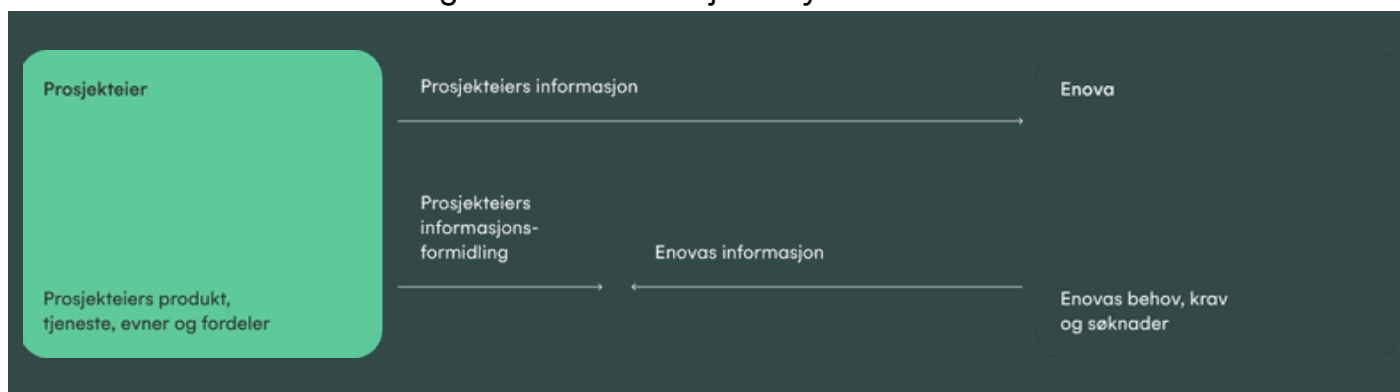 Prosjekteier
Prosjekteiers informasjon
Enova
Prosjekteiers
informasjons-
formidling
Enovas informasjon
Prosjekteiers produkt,
tjeneste, evner og fordeler
Enovas behov, krav
og søknader